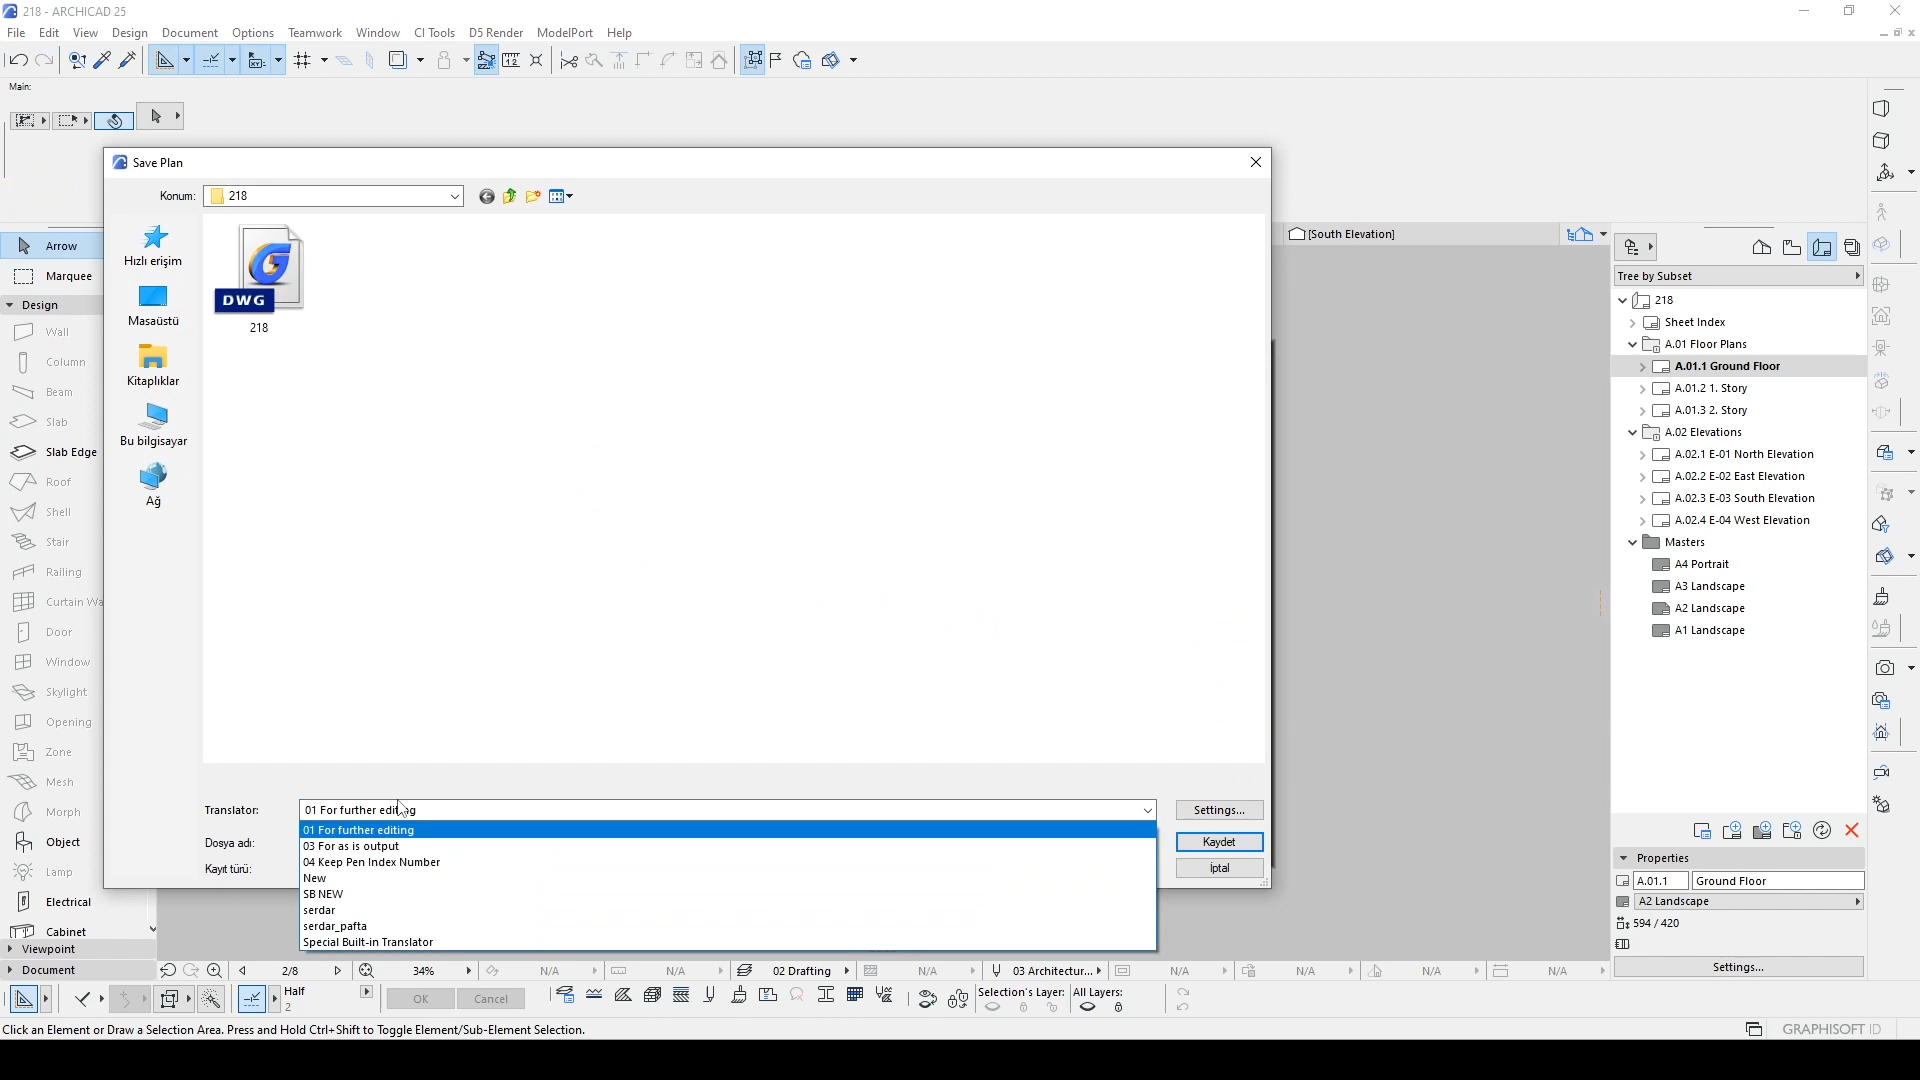 218 - ARCHICAD 25
File Edit View Design Document Options Teamwork Window CI Tools D5 Render ModelPort Help
Main:
Save Plan
Konum: 218
Hızlı erişim
Masaüstü
Kitaplıklar
Bu bilgisayar
Ağ
DWG
218
[South Elevation]
Arrow
Marquee
Design
Wall
Column
Beam
Slab
Slab Edge
Roof
Shell
Stair
Railing
Curtain Wa
Door
Window
Skylight
Opening
Zone
Mesh
Morph
Object
Lamp
Electrical
Cabinet
Viewpoint
Document
Translator: 01 For further editing
Settings...
01 For further editing
03 For as is output
04 Keep Pen Index Number
New
SB NEW
serdar
serdar_pafta
Special Built-in Translator
Dosya adı:
Kayıt türü:
Kaydet
İptal
Tree by Subset
218
Sheet Index
A.01 Floor Plans
A.01.1 Ground Floor
A.01.2 1. Story
A.01.3 2. Story
A.02 Elevations
A.02.1 E-01 North Elevation
A.02.2 E-02 East Elevation
A.02.3 E-03 South Elevation
A.02.4 E-04 West Elevation
Masters
A4 Portrait
A3 Landscape
A2 Landscape
A1 Landscape
Properties
A.01.1 Ground Floor
A2 Landscape
594 / 420
Settings...
2/8 34% N/A N/A 02 Drafting N/A 03 Architectur... N/A N/A N/A N/A
Half
2
OK Cancel
Selection's Layer: All Layers:
Click an Element or Draw a Selection Area. Press and Hold Ctrl+Shift to Toggle Element/Sub-Element Selection.
GRAPHISOFT ID